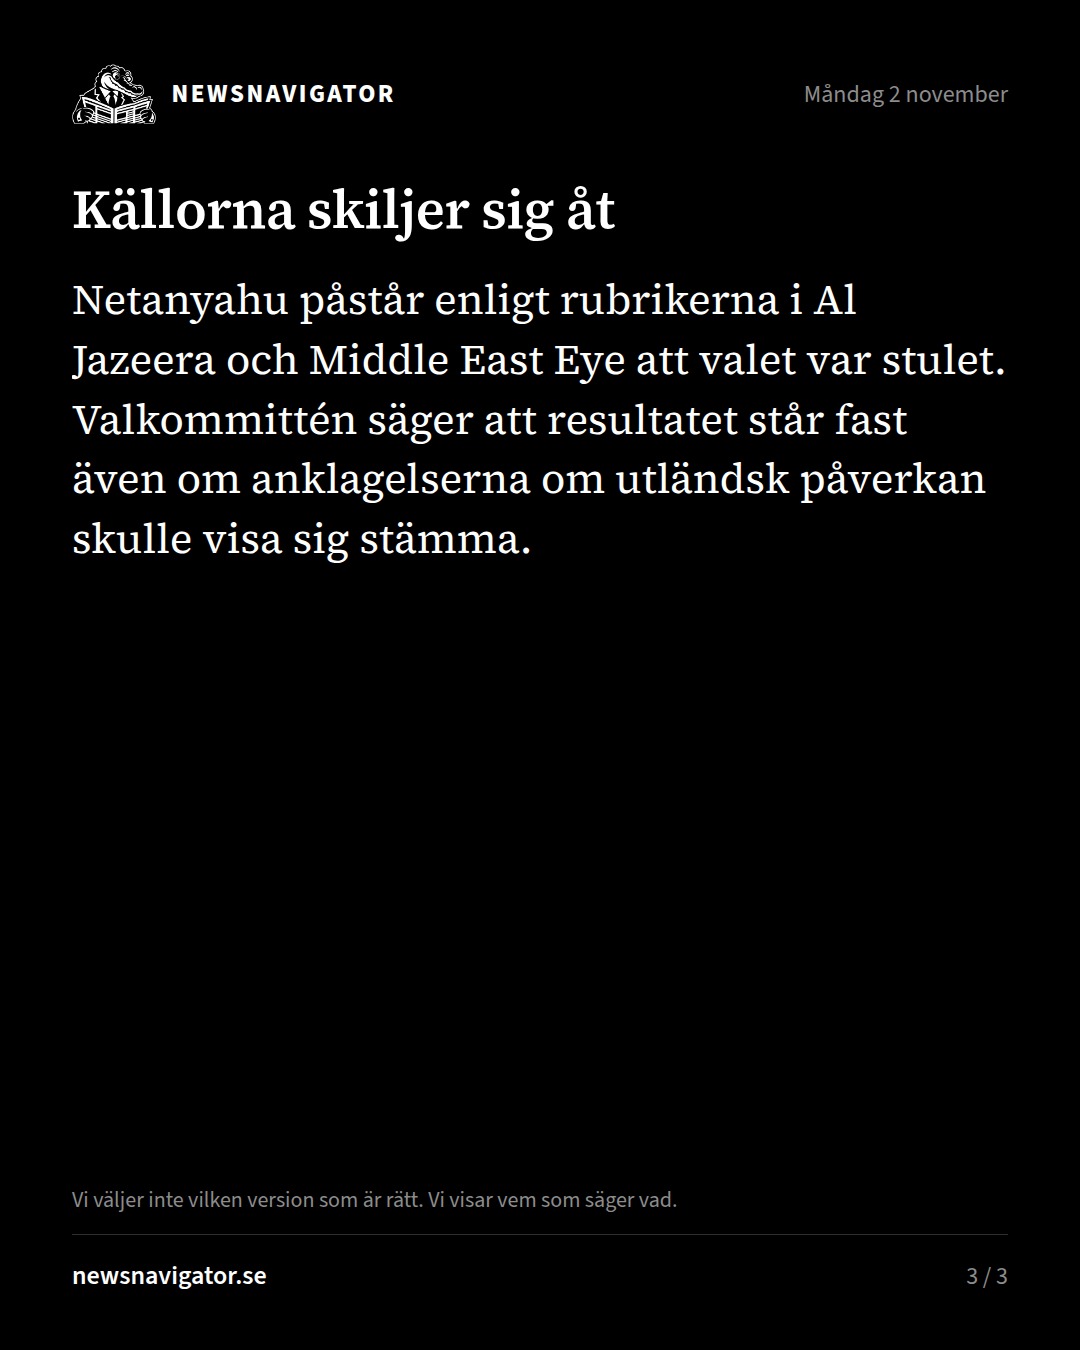 NEWSNAVIGATOR
Måndag 2 november
Källorna skiljer sig åt
Netanyahu påstår enligt rubrikerna i Al
Jazeera och Middle East Eye att valet var stulet.
Valkommittén säger att resultatet står fast
även om anklagelserna om utländsk påverkan
skulle visa sig stämma.
Vi väljer inte vilken version som är rätt. Vi visar vem som säger vad.
newsnavigator.se
3 / 3